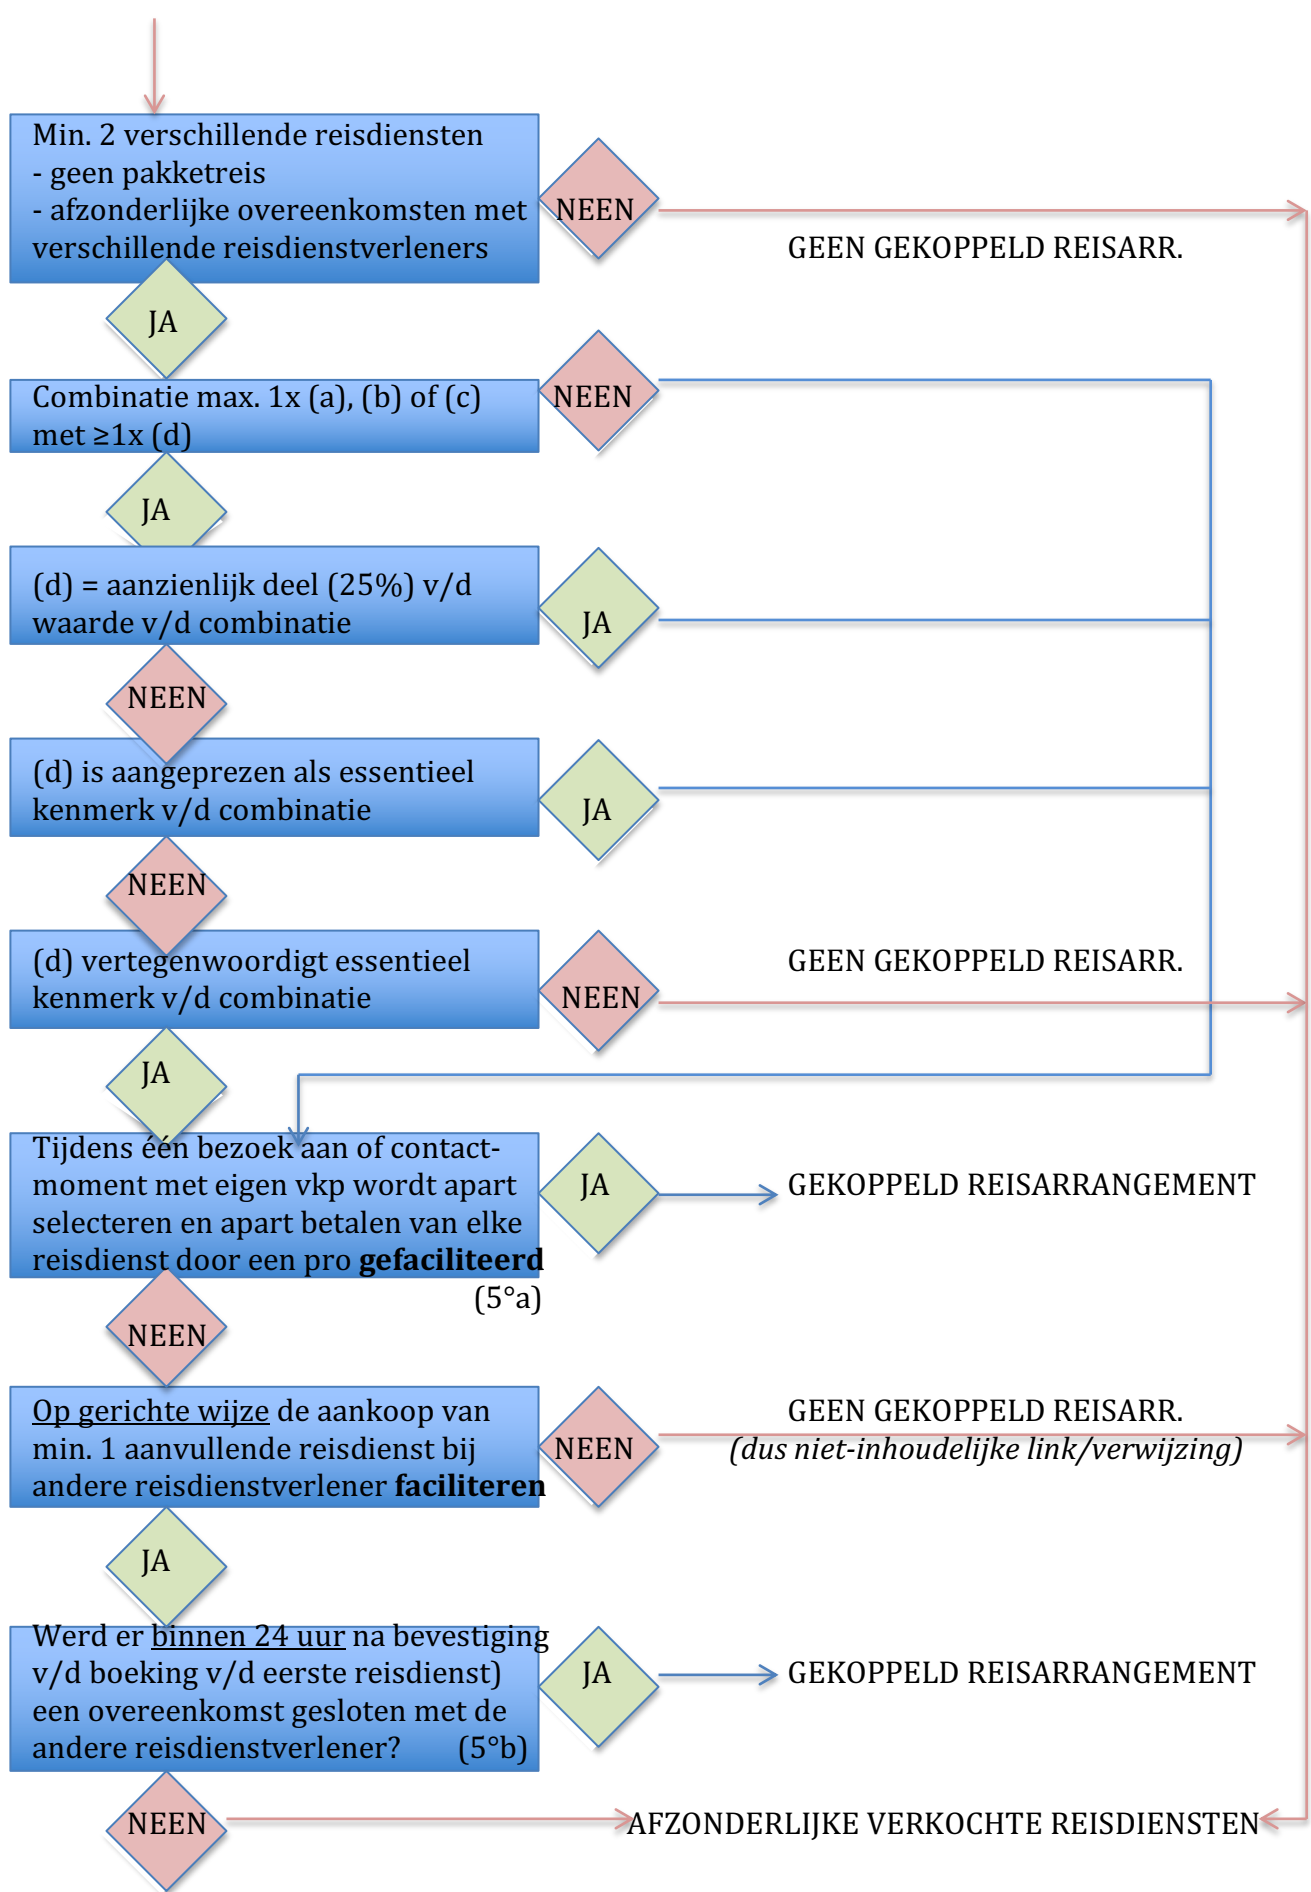 Min. 2 verschillende reisdiensten
- geen pakketreis
- afzonderlijke overeenkomsten met
verschillende reisdienstverleners
NEEN
GEEN GEKOPPELD REISARR.
JA
Combinatie max. 1x (a), (b) of (c)
met ≥1x (d)
NEEN
JA
(d) = aanzienlijk deel (25%) v/d
waarde v/d combinatie
JA
NEEN
(d) is aangeprezen als essentieel
kenmerk v/d combinatie
JA
NEEN
(d) vertegenwoordigt essentieel
kenmerk v/d combinatie
NEEN
GEEN GEKOPPELD REISARR.
JA
Tijdens één bezoek aan of contact-
moment met eigen vkp wordt apart
selecteren en apart betalen van elke
reisdienst door een pro gefaciliteerd
(5°a)
JA
GEKOPPELD REISARRANGEMENT
NEEN
Op gerichte wijze de aankoop van
min. 1 aanvullende reisdienst bij
andere reisdienstverlener faciliteren
NEEN
GEEN GEKOPPELD REISARR.
(dus niet-inhoudelijke link/verwijzing)
JA
Werd er binnen 24 uur na bevestiging
v/d boeking v/d eerste reisdienst)
een overeenkomst gesloten met de
andere reisdienstverlener? (5°b)
JA
GEKOPPELD REISARRANGEMENT
NEEN
AFZONDERLIJKE VERKOCHTE REISDIENSTEN